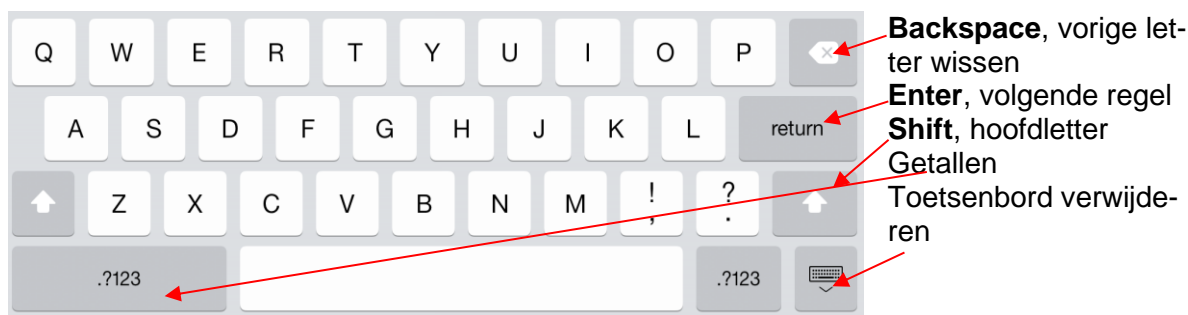 Q W E R T Y U I O P
A S D F G H J K L return
Z X C V B N M ! , ? .
.?123 .?123
Backspace, vorige let-
ter wissen
Enter, volgende regel
Shift, hoofdletter
Getallen
Toetsenbord verwijde-
ren